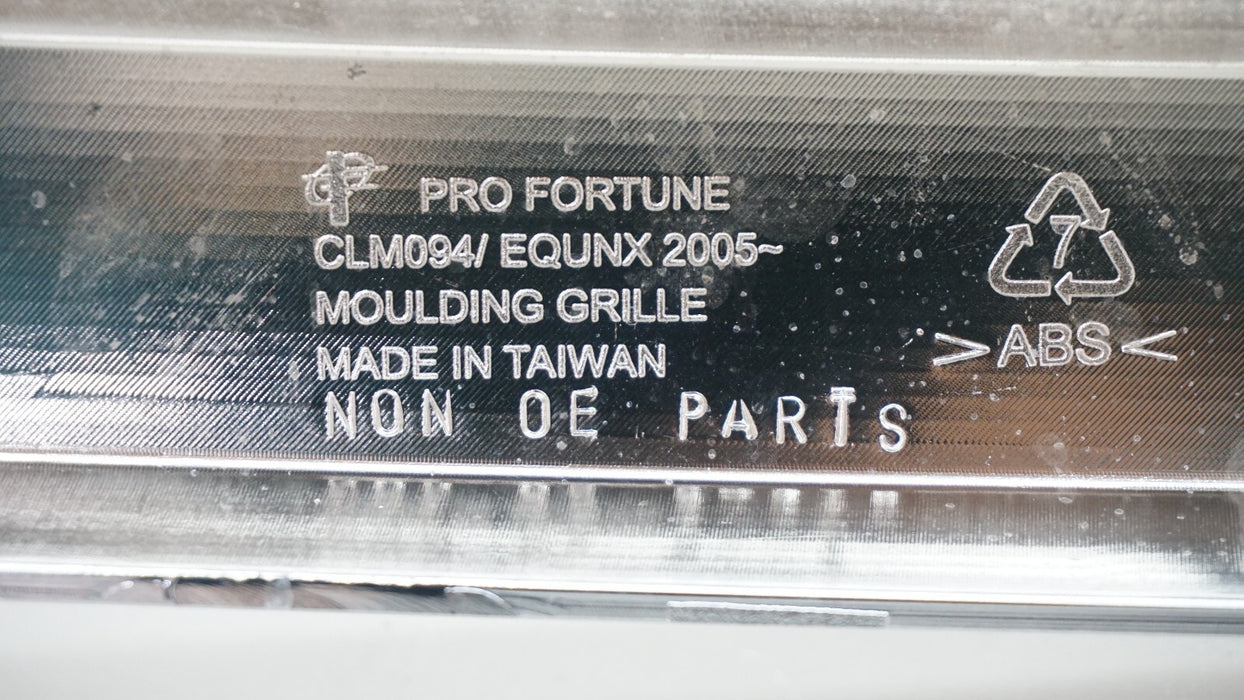 PRO FORTUNE
CLM094/ EQUNX 2005~
MOULDING GRILLE
MADE IN TAIWAN
NON OE PARTS
7
>ABS<